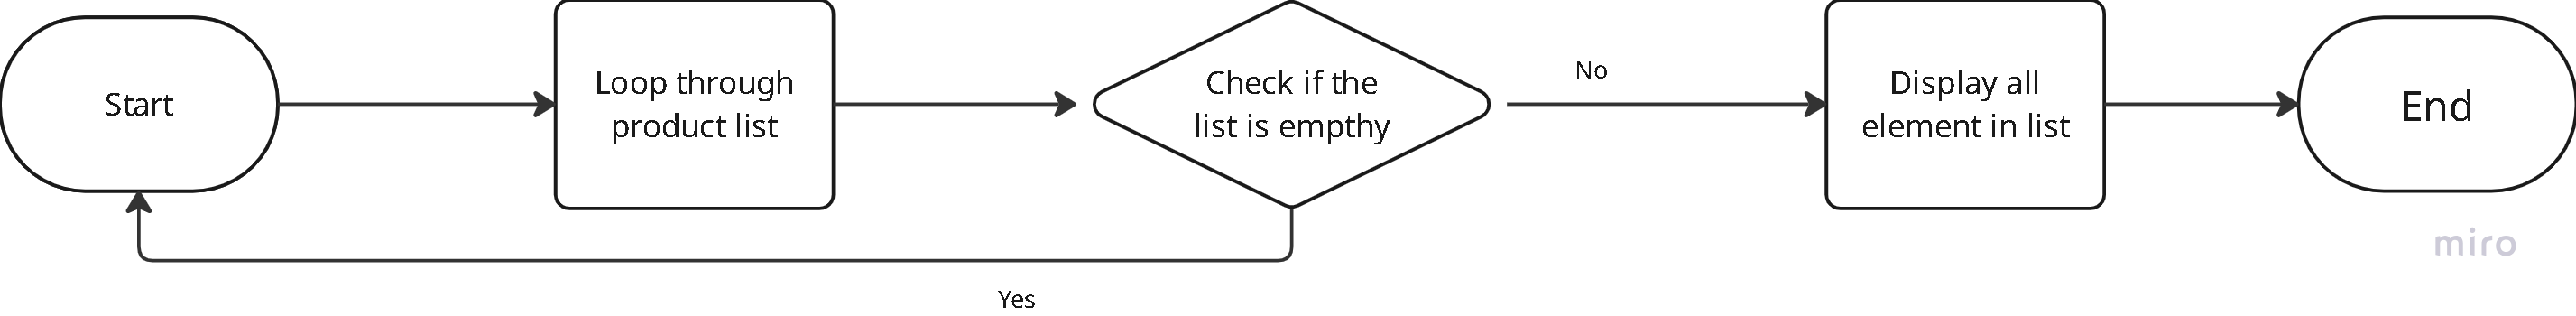 Start
Loop through
product list
Check if the
list is empthy
No
Display all
element in list
End
Yes
miro